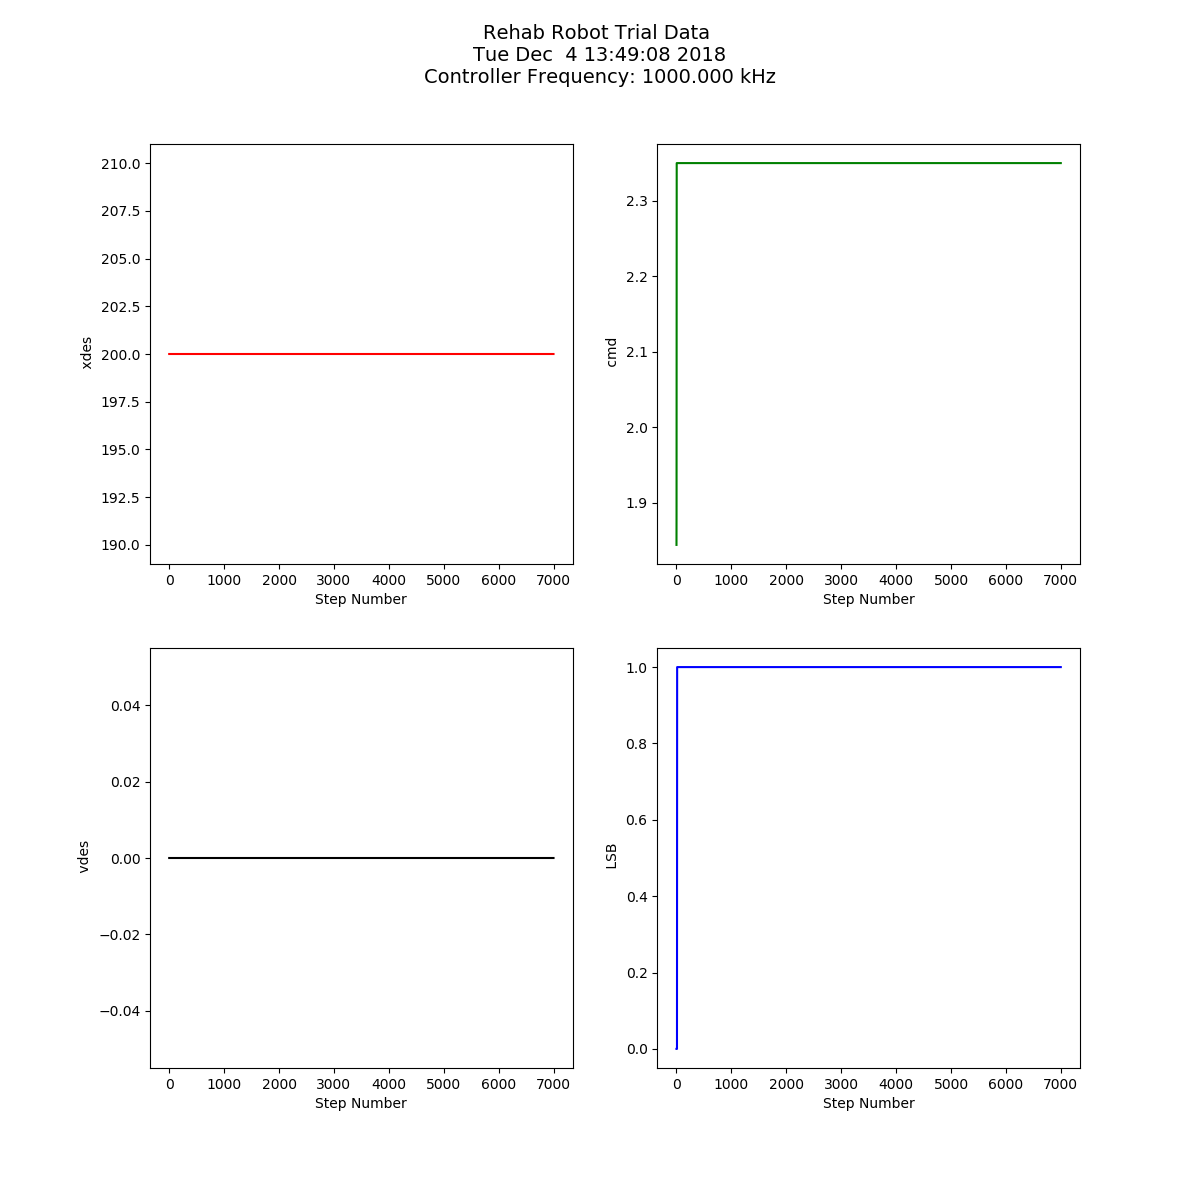 Rehab Robot Trial Data
Tue Dec  4 13:49:08 2018
Controller Frequency: 1000.000 kHz
210.0
207.5
205.0
202.5
200.0
197.5
195.0
192.5
190.0
xdes
0 1000 2000 3000 4000 5000 6000 7000
Step Number
2.3
2.2
2.1
2.0
1.9
cmd
0 1000 2000 3000 4000 5000 6000 7000
Step Number
0.04
0.02
0.00
−0.02
−0.04
vdes
0 1000 2000 3000 4000 5000 6000 7000
Step Number
1.0
0.8
0.6
0.4
0.2
0.0
LSB
0 1000 2000 3000 4000 5000 6000 7000
Step Number